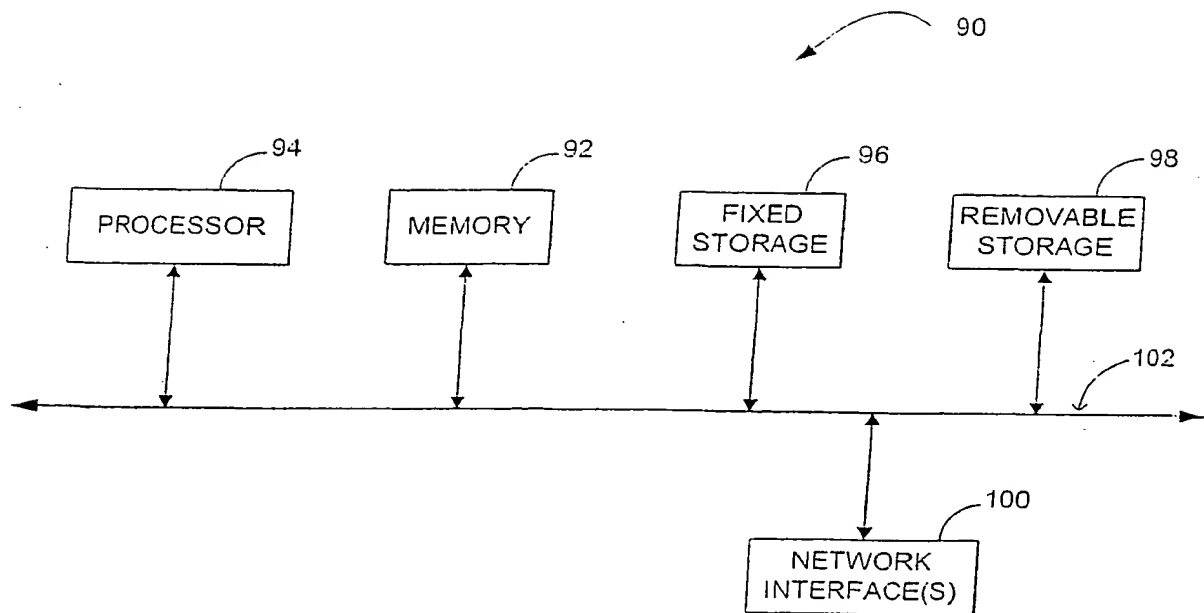 90
94
92
96
98
PROCESSOR
MEMORY
FIXED
STORAGE
REMOVABLE
STORAGE
102
100
NETWORK
INTERFACE(S)